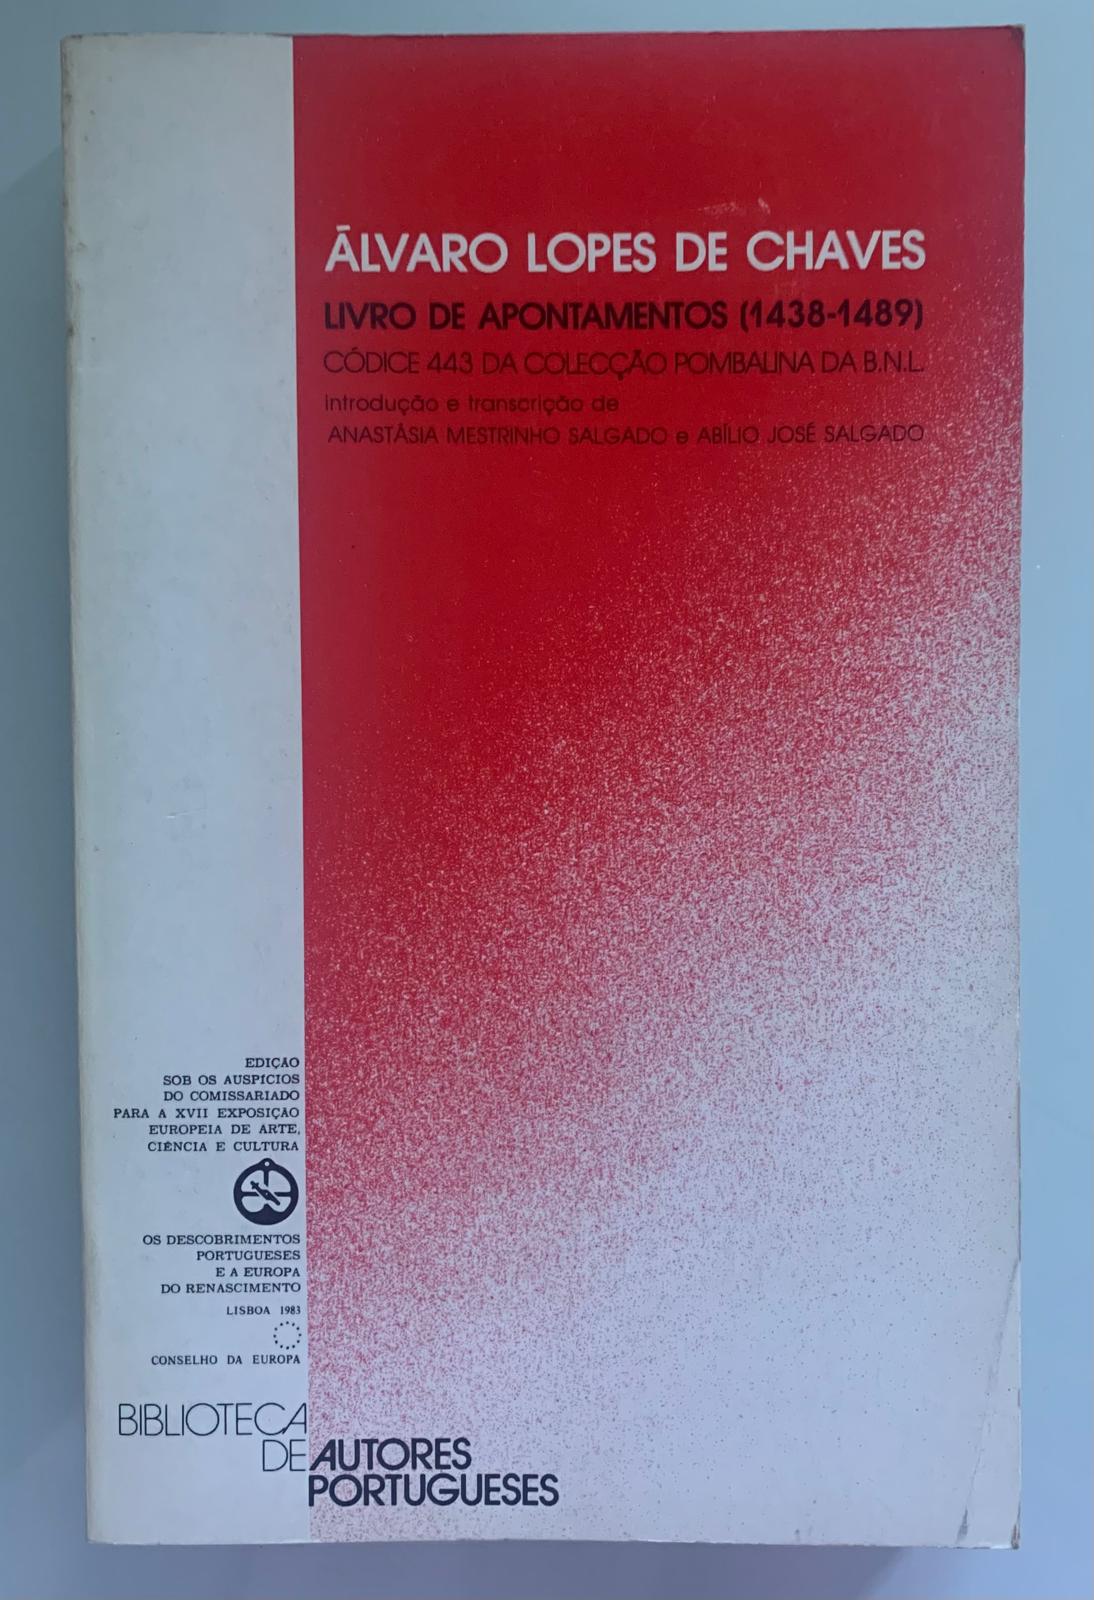 ÁLVARO LOPES DE CHAVES
LIVRO DE APONTAMENTOS (1438-1489)
CÓDICE 443 DA COLECÇÃO POMBALINA DA B.N.L.
introdução e transcrição de
ANASTÁSIA MESTRINHO SALGADO e ABÍLIO JOSÉ SALGADO
EDIÇÃO
SOB OS AUSPÍCIOS
DO COMISSARIADO
PARA A XVII EXPOSIÇÃO
EUROPEIA DE ARTE,
CIÊNCIA E CULTURA
OS DESCOBRIMENTOS
PORTUGUESES
E A EUROPA
DO RENASCIMENTO
LISBOA 1983
CONSELHO DA EUROPA
BIBLIOTECA
DE AUTORES
PORTUGUESES